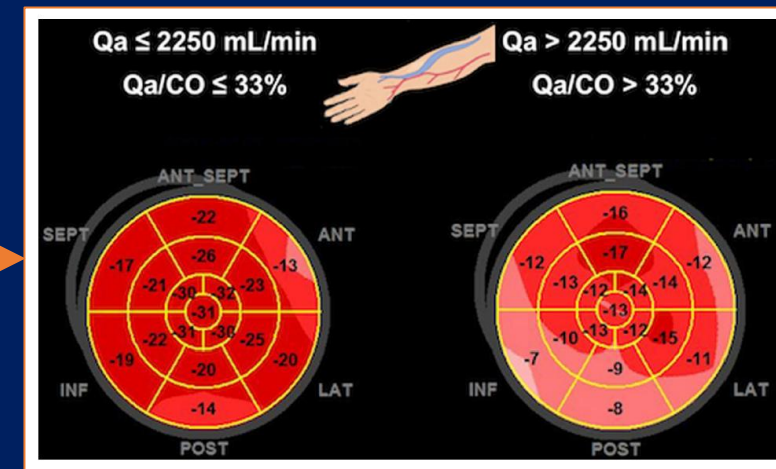 Qa ≤ 2250 mL/min
Qa/CO ≤ 33%
Qa > 2250 mL/min
Qa/CO > 33%
ANT_SEPT
SEPT
ANT
-22
-17
-13
-26
-21
-23
-30
-32
-31
-22
-31
-30
-25
-19
-20
-20
INF
LAT
-14
POST
ANT_SEPT
SEPT
ANT
-16
-12
-12
-17
-13
-14
-12
-14
-13
-10
-13
-12
-15
-7
-11
-9
INF
LAT
-8
POST